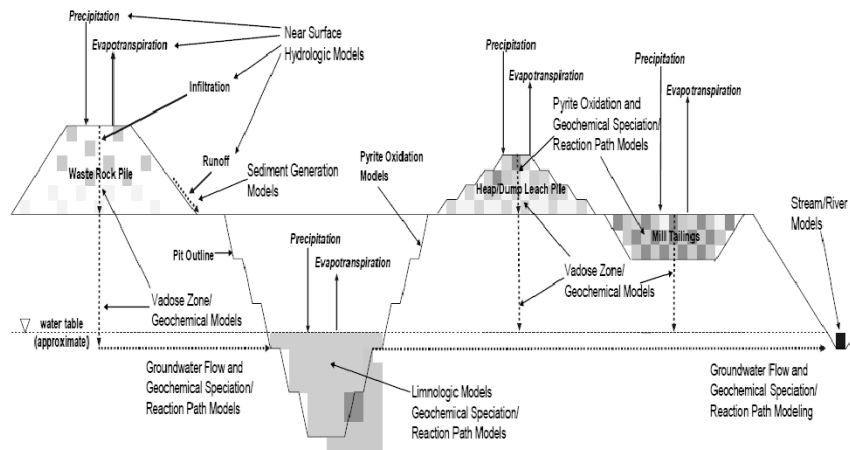 Precipitation
Evapotranspiration
Near Surface
Hydrologic Models
Infiltration
Runoff
Sediment Generation
Models
Waste Rock Pile
Pit Outline
Vadose Zone/
Geochemical Models
water table
(approximate)
Groundwater Flow and
Geochemical Speciation/
Reaction Path Models
Precipitation
Evapotranspiration
Pyrite Oxidation
Models
Limnologic Models
Geochemical Speciation/
Reaction Path Models
Precipitation
Evapotranspiration
Pyrite Oxidation and
Geochemical Speciation/
Reaction Path Models
Heap/Dump Leach Pile
Precipitation
Evapotranspiration
Mill Tailings
Vadose Zone/
Geochemical Models
Stream/River
Models
Groundwater Flow and
Geochemical Speciation/
Reaction Path Modeling